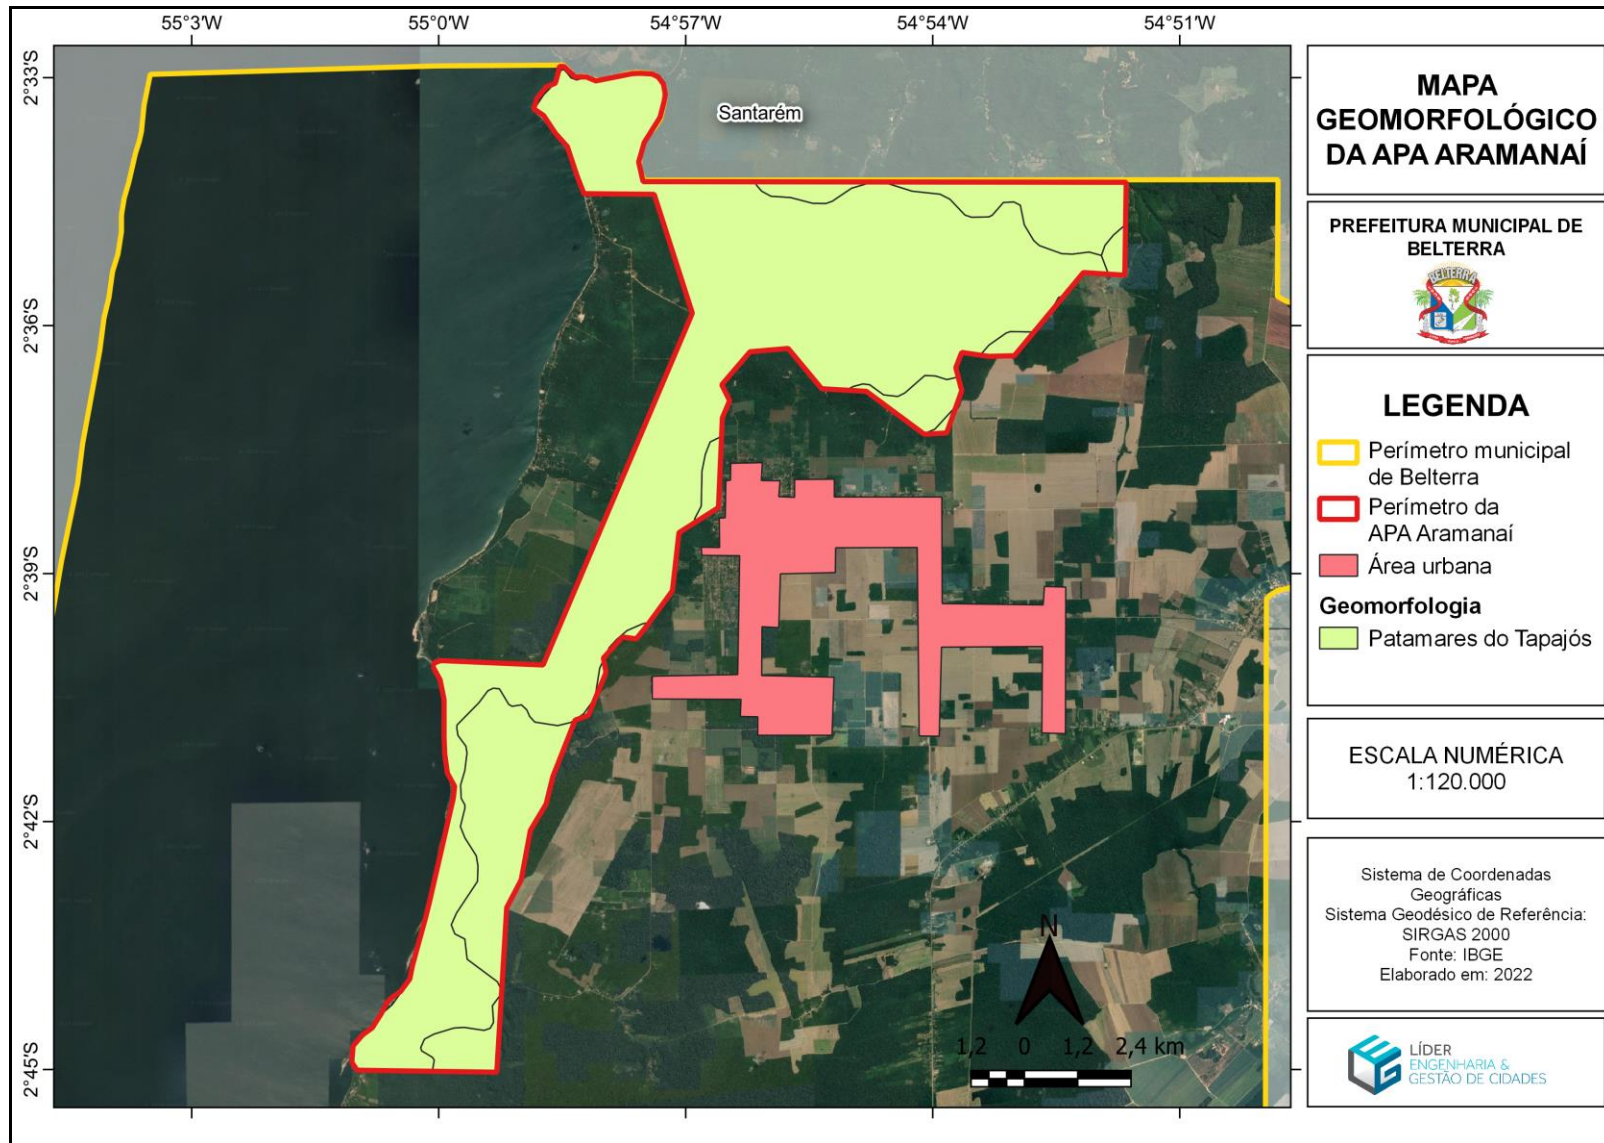 55°3'W 55°0'W 54°57'W 54°54'W 54°51'W
2°33'S
2°36'S
2°39'S
2°42'S
2°45'S
Santarém
N
1,2 0 1,2 2,4 km
MAPA
GEOMORFOLÓGICO
DA APA ARAMANAÍ
PREFEITURA MUNICIPAL DE
BELTERRA
BELTERRA
LEGENDA
Perímetro municipal
de Belterra
Perímetro da
APA Aramanaí
Área urbana
Geomorfologia
Patamares do Tapajós
ESCALA NUMÉRICA
1:120.000
Sistema de Coordenadas
Geográficas
Sistema Geodésico de Referência:
SIRGAS 2000
Fonte: IBGE
Elaborado em: 2022
LÍDER
ENGENHARIA &
GESTÃO DE CIDADES